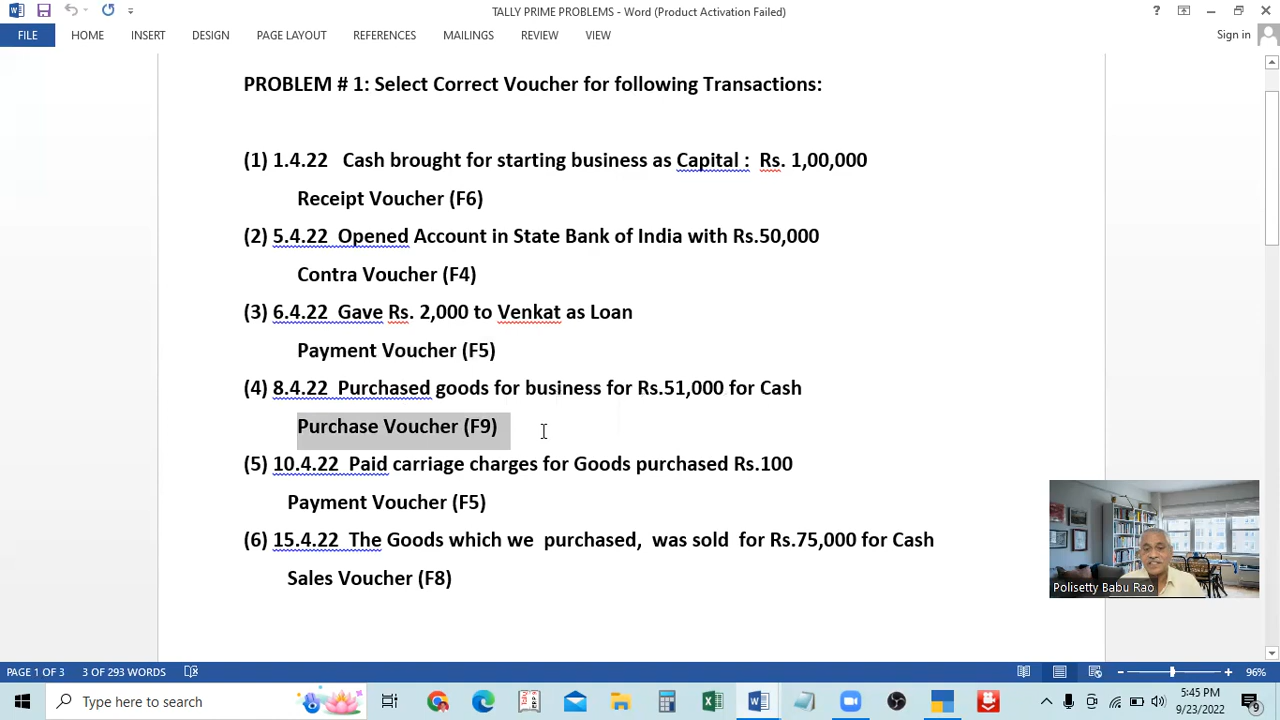 TALLY PRIME PROBLEMS - Word (Product Activation Failed)
FILE HOME INSERT DESIGN PAGE LAYOUT REFERENCES MAILINGS REVIEW VIEW Sign in
PROBLEM # 1: Select Correct Voucher for following Transactions:
(1) 1.4.22 Cash brought for starting business as Capital : Rs. 1,00,000
Receipt Voucher (F6)
(2) 5.4.22 Opened Account in State Bank of India with Rs.50,000
Contra Voucher (F4)
(3) 6.4.22 Gave Rs. 2,000 to Venkat as Loan
Payment Voucher (F5)
(4) 8.4.22 Purchased goods for business for Rs.51,000 for Cash
Purchase Voucher (F9)
(5) 10.4.22 Paid carriage charges for Goods purchased Rs.100
Payment Voucher (F5)
(6) 15.4.22 The Goods which we purchased, was sold for Rs.75,000 for Cash
Sales Voucher (F8)
Polisetty Babu Rao
PAGE 1 OF 3 3 OF 293 WORDS 96%
Type here to search
5:45 PM
9/23/2022
9